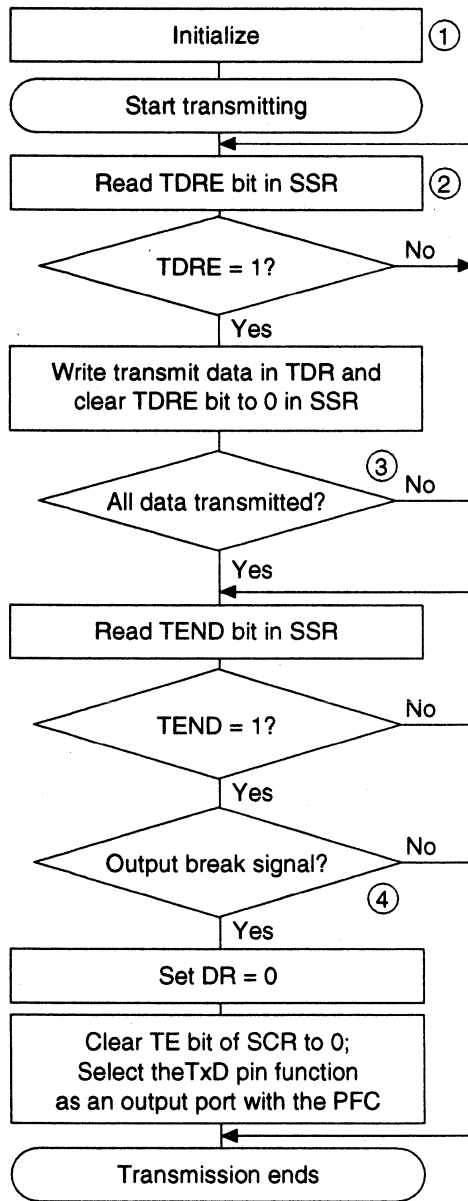 Initialize
1
Start transmitting
Read TDRE bit in SSR
2
TDRE = 1?
No
Yes
Write transmit data in TDR and
clear TDRE bit to 0 in SSR
3
All data transmitted?
No
Yes
Read TEND bit in SSR
TEND = 1?
No
Yes
Output break signal?
No
4
Yes
Set DR = 0
Clear TE bit of SCR to 0;
Select theTxD pin function
as an output port with the PFC
Transmission ends